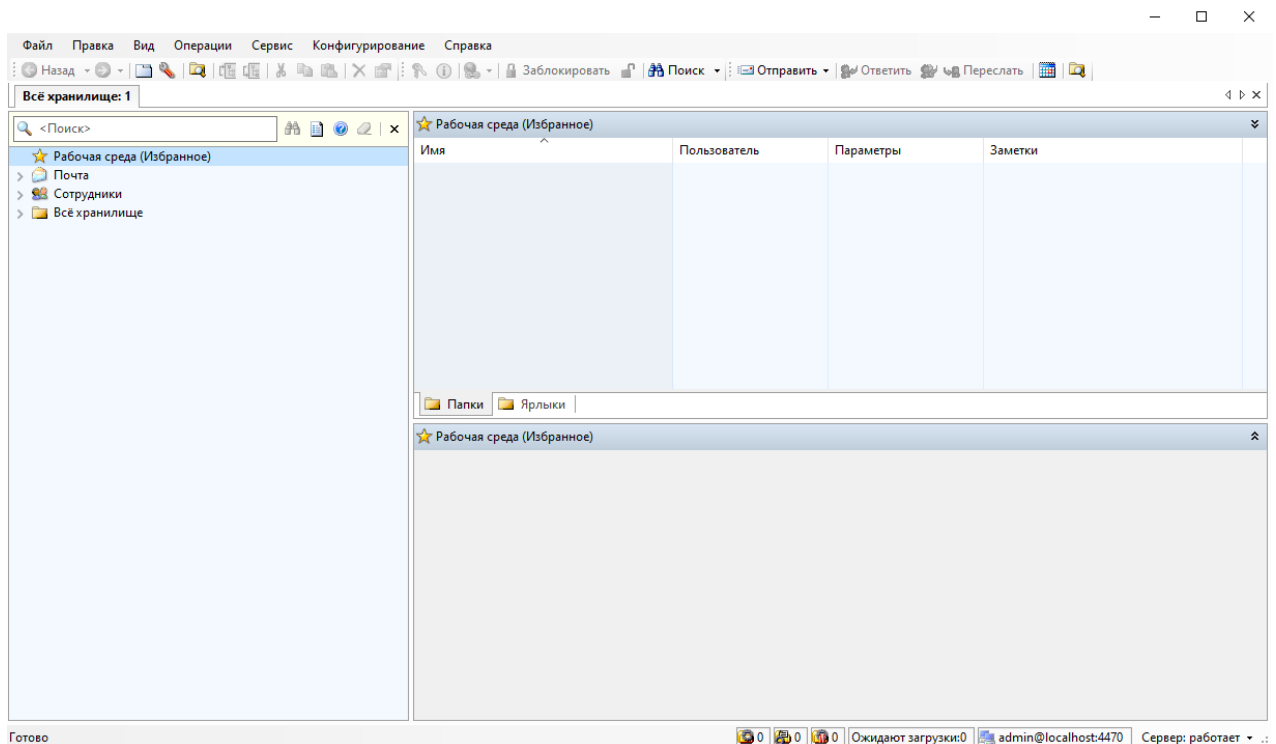 Файл Правка Вид Операции Сервис Конфигурирование Справка
Назад Заблокировать Поиск Отправить Ответить Переслать
Всё хранилище: 1
<Поиск>
Рабочая среда (Избранное)
Почта
Сотрудники
Всё хранилище
Рабочая среда (Избранное)
Имя Пользователь Параметры Заметки
Папки Ярлыки
Рабочая среда (Избранное)
Готово 0 0 0 Ожидают загрузки:0 admin@localhost:4470 Сервер: работает